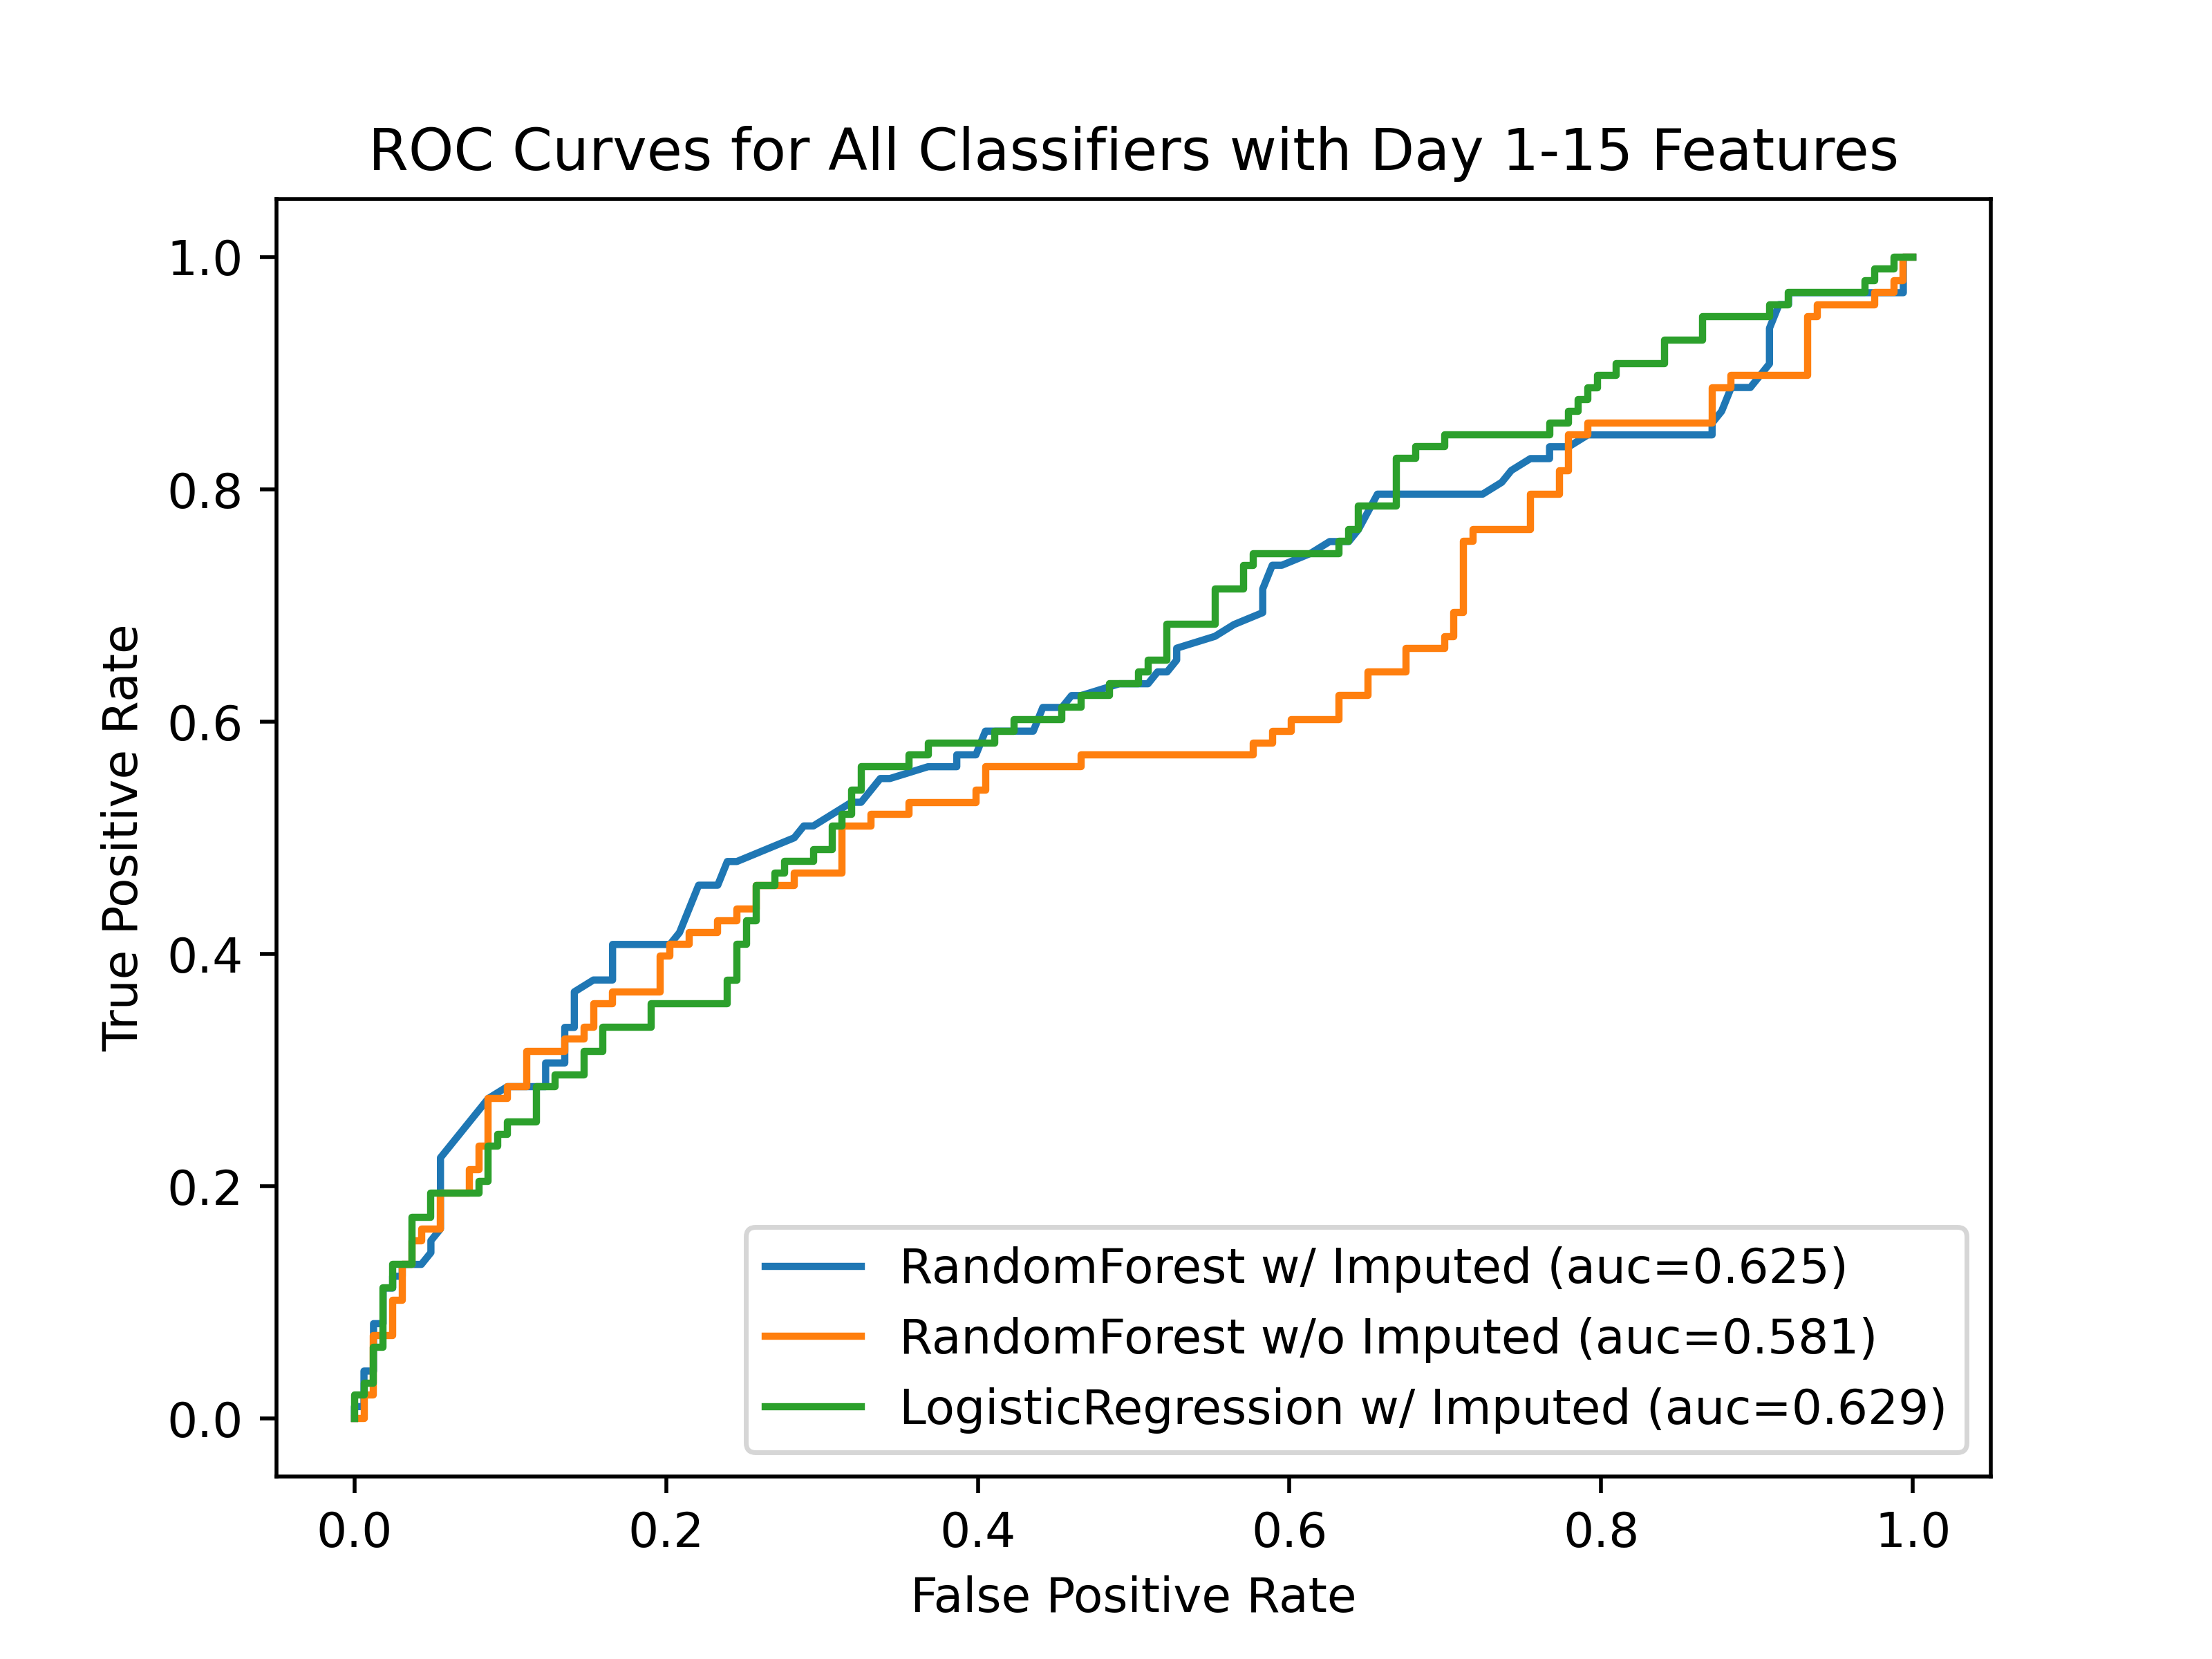 ROC Curves for All Classifiers with Day 1-15 Features
1.0
0.8
0.6
0.4
0.2
0.0
True Positive Rate
RandomForest w/ Imputed (auc=0.625)
RandomForest w/o Imputed (auc=0.581)
LogisticRegression w/ Imputed (auc=0.629)
0.0 0.2 0.4 0.6 0.8 1.0
False Positive Rate